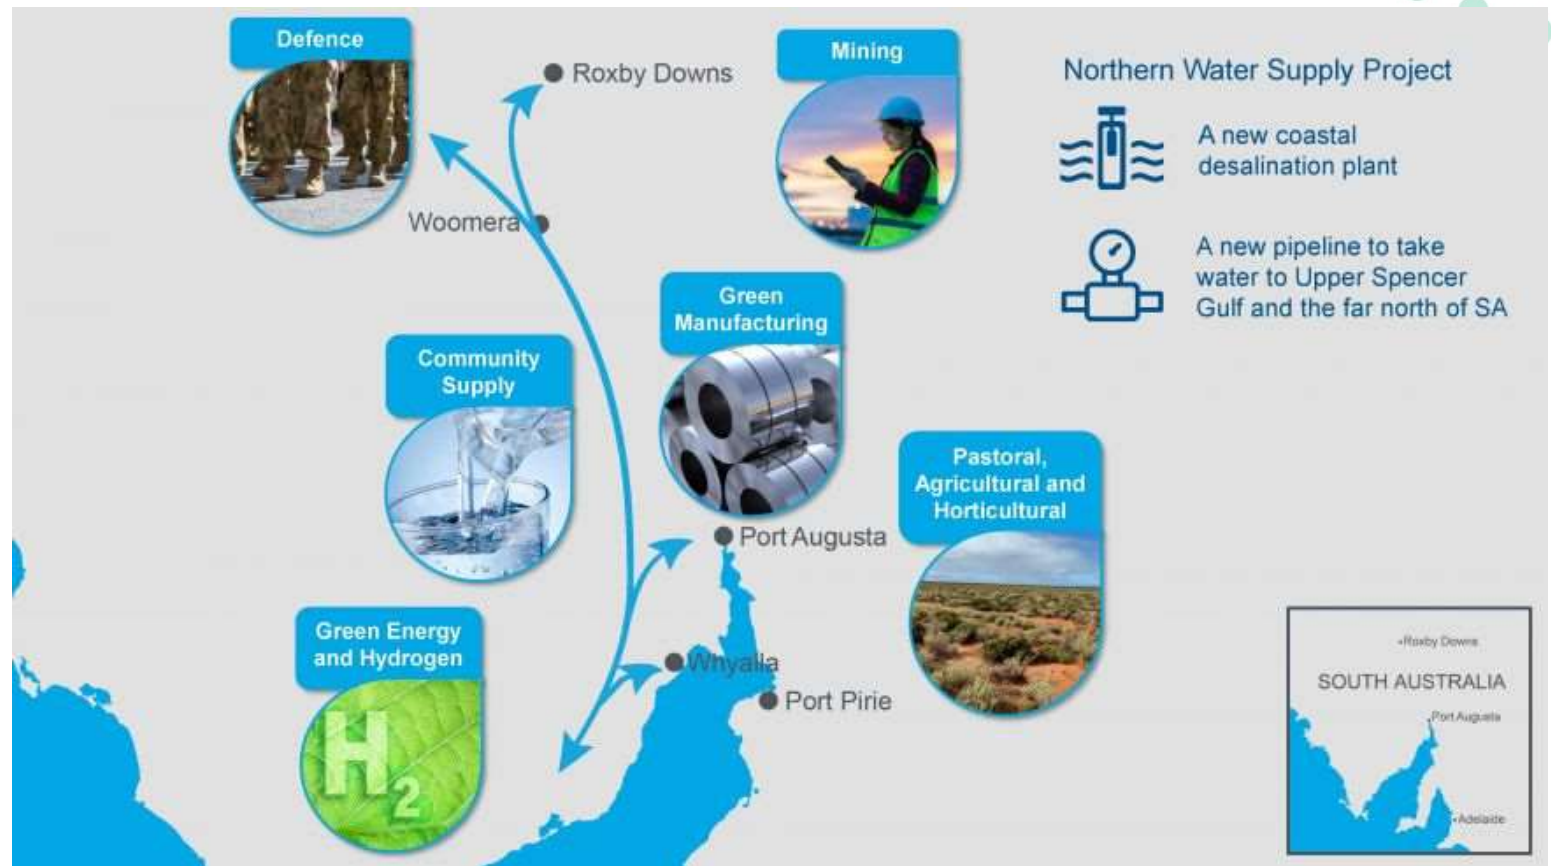 Defence
Roxby Downs
Mining
Northern Water Supply Project
A new coastal
desalination plant
Woomera
A new pipeline to take
water to Upper Spencer
Gulf and the far north of SA
Green
Manufacturing
Community
Supply
Pastoral,
Agricultural and
Horticultural
Port Augusta
Green Energy
and Hydrogen
H2
Whyalla
Port Pirie
Roxby Downs
SOUTH AUSTRALIA
Port Augusta
Adelaide